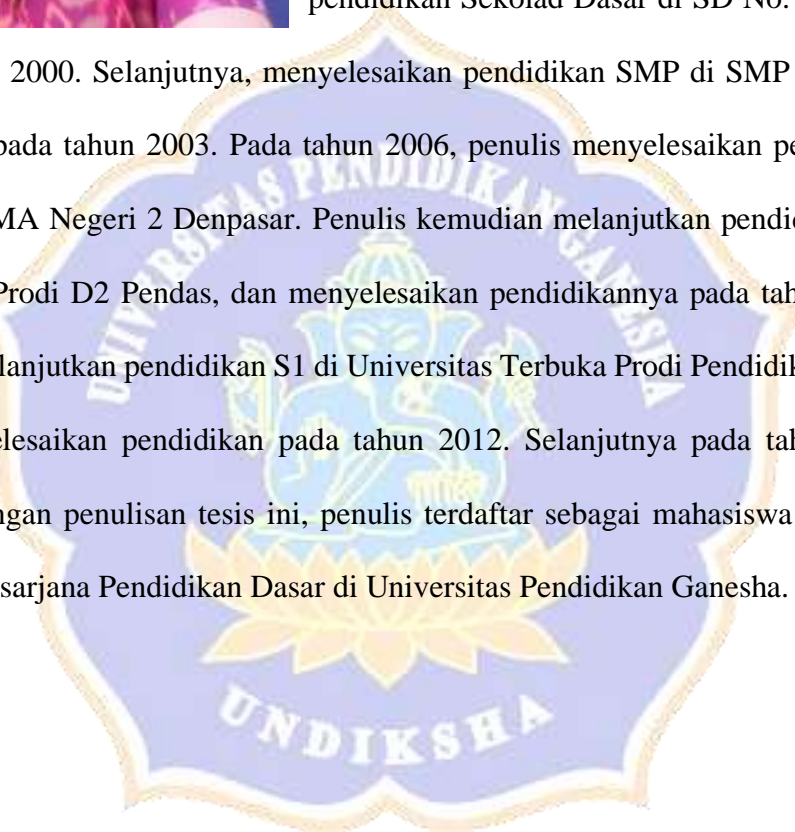 pendidikan Sekolad Dasar di SD No.
2000. Selanjutnya, menyelesaikan pendidikan SMP di SMP
pada tahun 2003. Pada tahun 2006, penulis menyelesaikan pe
MA Negeri 2 Denpasar. Penulis kemudian melanjutkan pendid
Prodi D2 Pendas, dan menyelesaikan pendidikannya pada tah
lanjutkan pendidikan S1 di Universitas Terbuka Prodi Pendidik
elesaikan pendidikan pada tahun 2012. Selanjutnya pada tah
ngan penulisan tesis ini, penulis terdaftar sebagai mahasiswa
sarjana Pendidikan Dasar di Universitas Pendidikan Ganesha.
UNIVERSITAS PENDIDIKAN GANESHA
UNDIKSHA